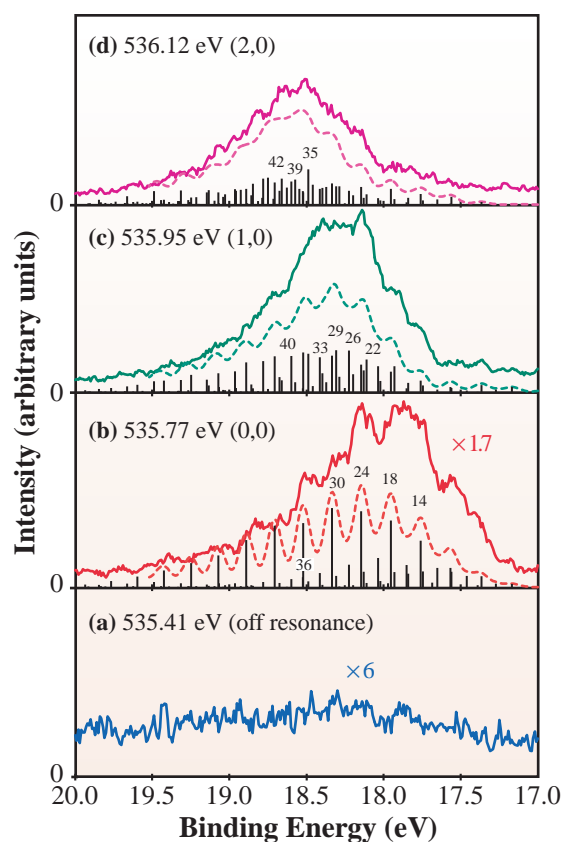 (d) 536.12 eV (2,0)
35
42
39
0
(c) 535.95 eV (1,0)
29
26
40
33
22
0
(b) 535.77 eV (0,0)
×1.7
24
30
18
14
36
0
(a) 535.41 eV (off resonance)
×6
0
20.0 19.5 19.0 18.5 18.0 17.5 17.0
Binding Energy (eV)
Intensity (arbitrary units)